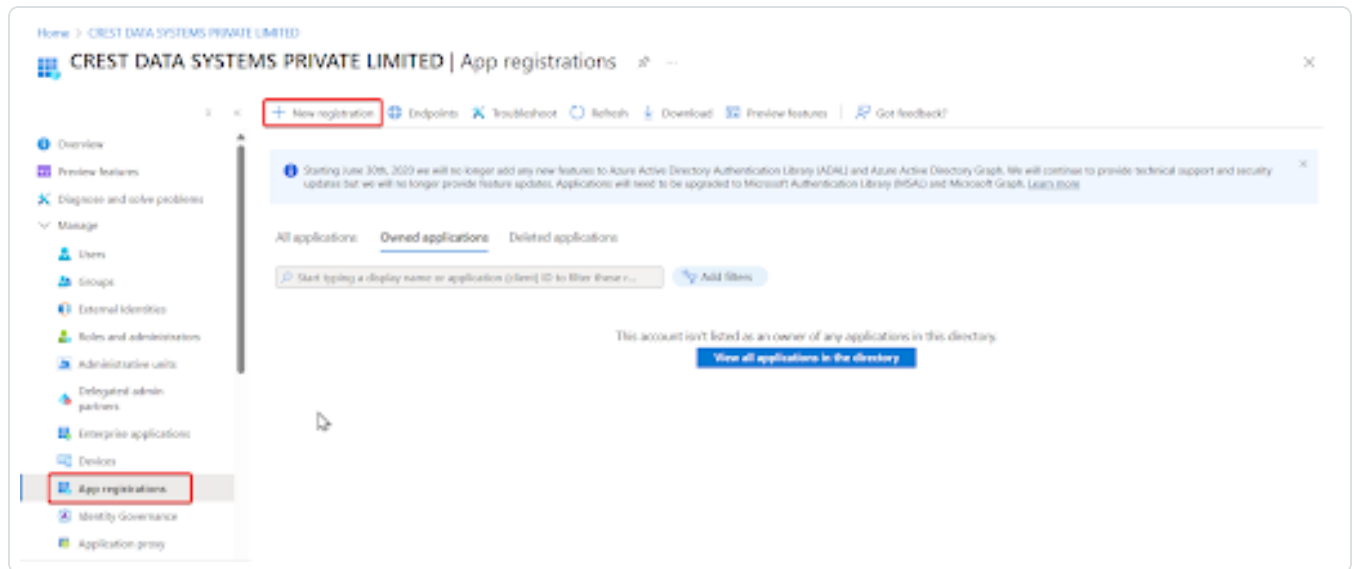 Home > CREST DATA SYSTEMS PRIVATE LIMITED
CREST DATA SYSTEMS PRIVATE LIMITED | App registrations
New registration Endpoints Troubleshoot Refresh Download Preview features Got feedback?
Overview
Preview features
Diagnose and solve problems
Manage
Users
Groups
External Identities
Roles and administrators
Administrative units
Delegated admin
partners
Enterprise applications
Devices
App registrations
Identity Governance
Application proxy
Starting June 30th, 2020 we will no longer add any new features to Azure Active Directory Authentication Library (ADAL) and Azure Active Directory Graph. We will continue to provide technical support and security
updates but we will no longer provide feature updates. Applications will need to be upgraded to Microsoft Authentication Library (MSAL) and Microsoft Graph. Learn more
All applications Owned applications Deleted applications
Start typing a display name or application (client) ID to filter these r...
Add filters
This account isn't listed as an owner of any applications in this directory.
View all applications in the directory